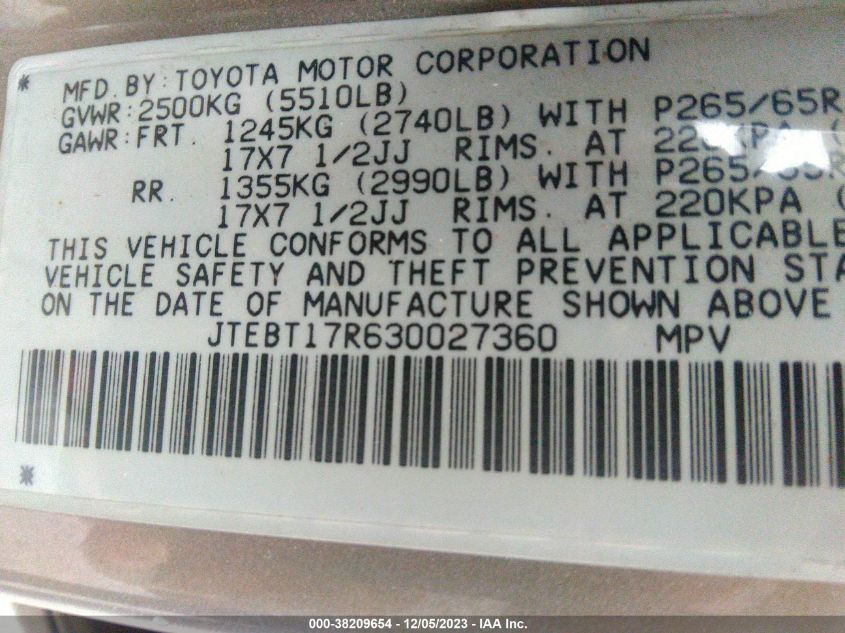 MFD. BY: TOYOTA MOTOR CORPORATION
GVWR: 2500KG (5510LB)
GAWR: FRT. 1245KG (2740LB) WITH P265/65R
17X7 1/2JJ RIMS. AT
RR. 1355KG (2990LB) WITH
17X7 1/2JJ RIMS. AT 220KPA (
THIS VEHICLE CONFORMS TO ALL APPLICABLE
VEHICLE SAFETY AND THEFT PREVENTION STA
ON THE DATE OF MANUFACTURE SHOWN ABOVE
JTEBT17R630027360 MPV
000-38209654 - 12/05/2023 - IAA Inc.